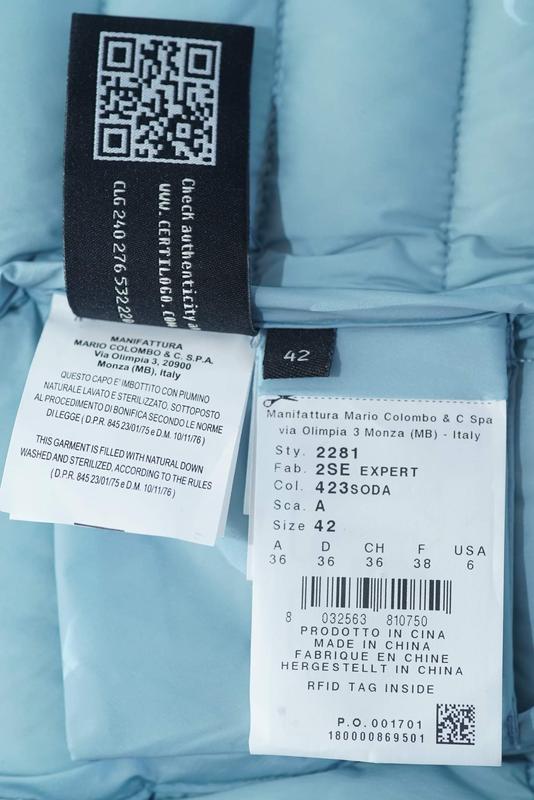 Check authenticity a
WWW.CERTILOGO.COM
CLG 240 276 532 220
42
MANIFATTURA
MARIO COLOMBO & C. S.P.A.
Via Olimpia 3, 20900
Monza (MB), Italy
QUESTO CAPO E' IMBOTTITO CON PIUMINO
NATURALE LAVATO E STERILIZZATO, SOTTOPOSTO
AL PROCEDIMENTO DI BONIFICA SECONDO LE NORME
DI LEGGE ( D.P.R. 845 23/01/75 e D.M. 10/11/76 )
THIS GARMENT IS FILLED WITH NATURAL DOWN
WASHED AND STERILIZED, ACCORDING TO THE RULES
( D.P.R. 845 23/01/75 e D.M. 10/11/76 )
Manifattura Mario Colombo & C Spa
via Olimpia 3 Monza (MB) - Italy
Sty. 2281
Fab. 2SE EXPERT
Col. 423SODA
Sca. A
Size 42
A D CH F USA
36 36 36 38 6
8 032563 810750
PRODOTTO IN CINA
MADE IN CHINA
FABRIQUE EN CHINE
HERGESTELLT IN CHINA
RFID TAG INSIDE
P.O. 001701
180000869501